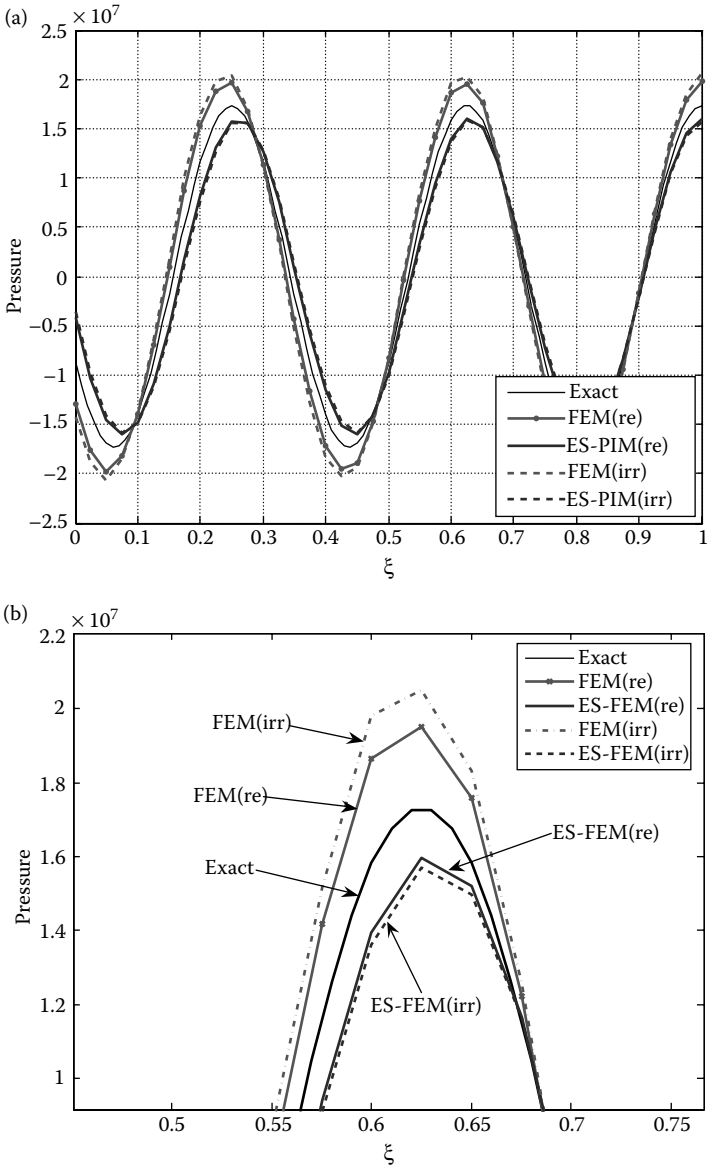 (a)
× 10⁷
2.5
2
1.5
1
0.5
0
−0.5
−1
−1.5
−2
−2.5
Pressure
0 0.1 0.2 0.3 0.4 0.5 0.6 0.7 0.8 0.9 1
ξ
Exact
FEM(re)
ES-PIM(re)
FEM(irr)
ES-PIM(irr)
(b)
× 10⁷
2.2
2
1.8
1.6
1.4
1.2
1
Pressure
0.5 0.55 0.6 0.65 0.7 0.75
ξ
Exact
FEM(re)
ES-FEM(re)
FEM(irr)
ES-FEM(irr)
FEM(irr)
FEM(re)
Exact
ES-FEM(re)
ES-FEM(irr)